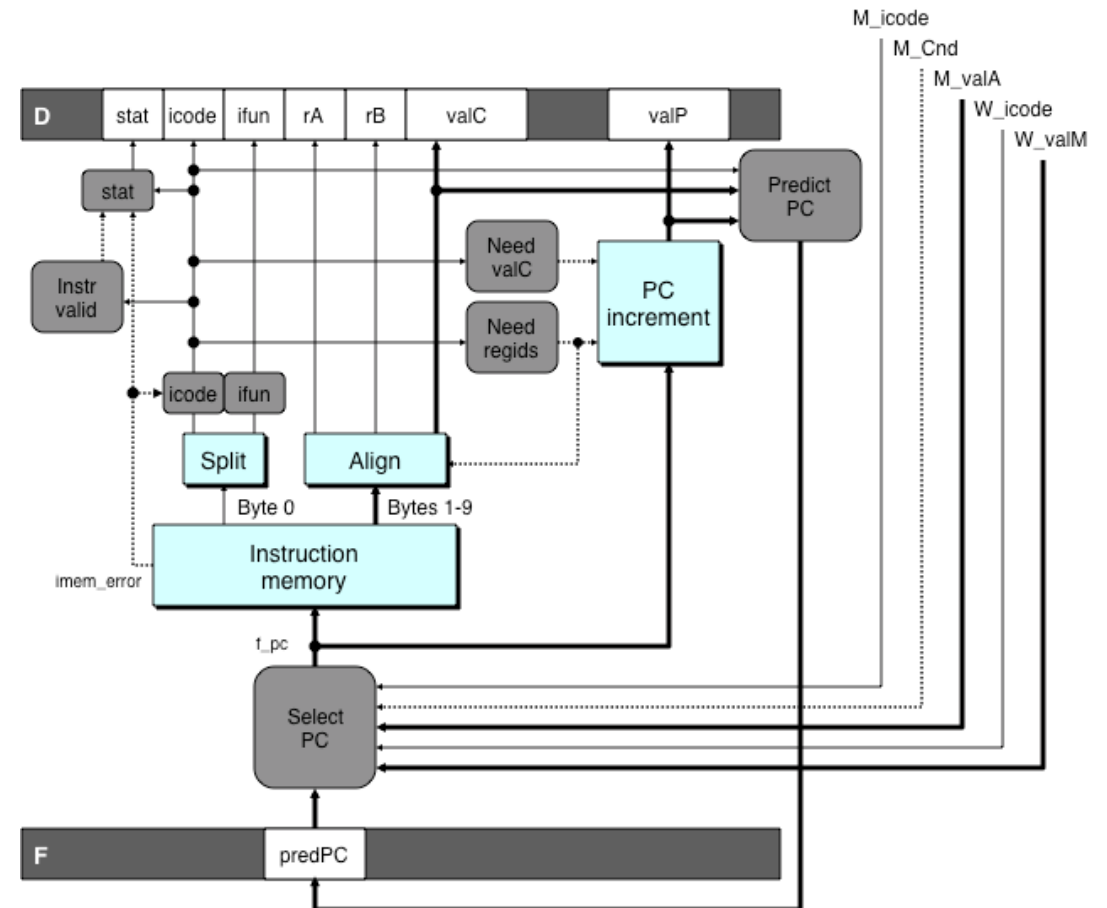 M_icode
M_Cnd
M_valA
W_icode
W_valM
D
stat
icode
ifun
rA
rB
valC
valP
stat
Predict
PC
Need
valC
Instr
valid
PC
increment
Need
regids
icode
ifun
Split
Align
Byte 0
Bytes 1-9
Instruction
memory
imem_error
f_pc
Select
PC
F
predPC